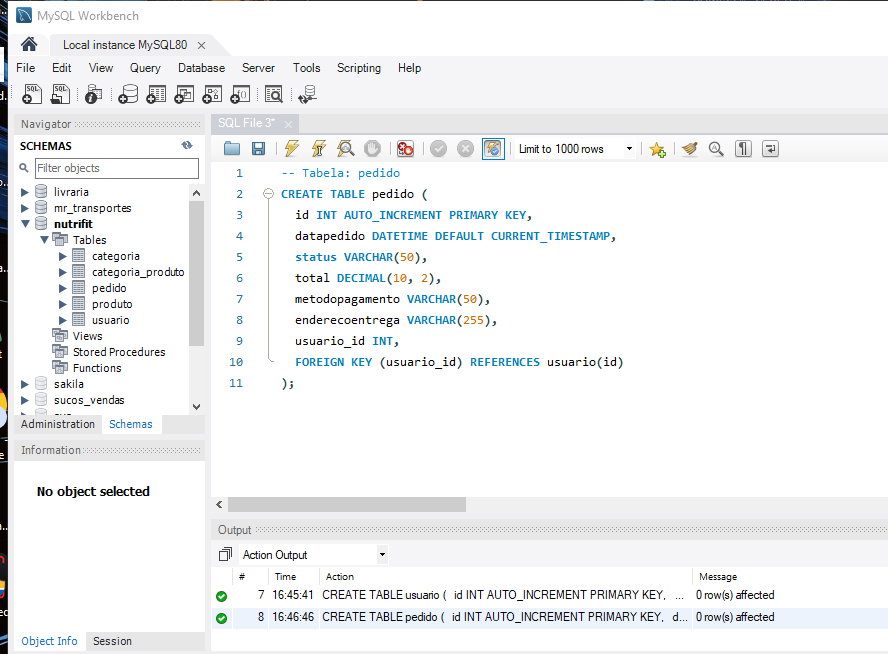 MySQL Workbench
Local instance MySQL80
File Edit View Query Database Server Tools Scripting Help
Navigator
SCHEMAS
Filter objects
livraria
mr_transportes
nutrifit
Tables
categoria
categoria_produto
pedido
produto
usuario
Views
Stored Procedures
Functions
sakila
sucos_vendas
Administration Schemas
Information
No object selected
Object Info Session
SQL File 3*
Limit to 1000 rows
1 -- Tabela: pedido
2 CREATE TABLE pedido (
3 id INT AUTO_INCREMENT PRIMARY KEY,
4 datapedido DATETIME DEFAULT CURRENT_TIMESTAMP,
5 status VARCHAR(50),
6 total DECIMAL(10, 2),
7 metodopagamento VARCHAR(50),
8 enderecoentrega VARCHAR(255),
9 usuario_id INT,
10 FOREIGN KEY (usuario_id) REFERENCES usuario(id)
11 );
Output
Action Output
# Time Action Message
7 16:45:41 CREATE TABLE usuario ( id INT AUTO_INCREMENT PRIMARY KEY, ... 0 row(s) affected
8 16:46:46 CREATE TABLE pedido ( id INT AUTO_INCREMENT PRIMARY KEY, d... 0 row(s) affected